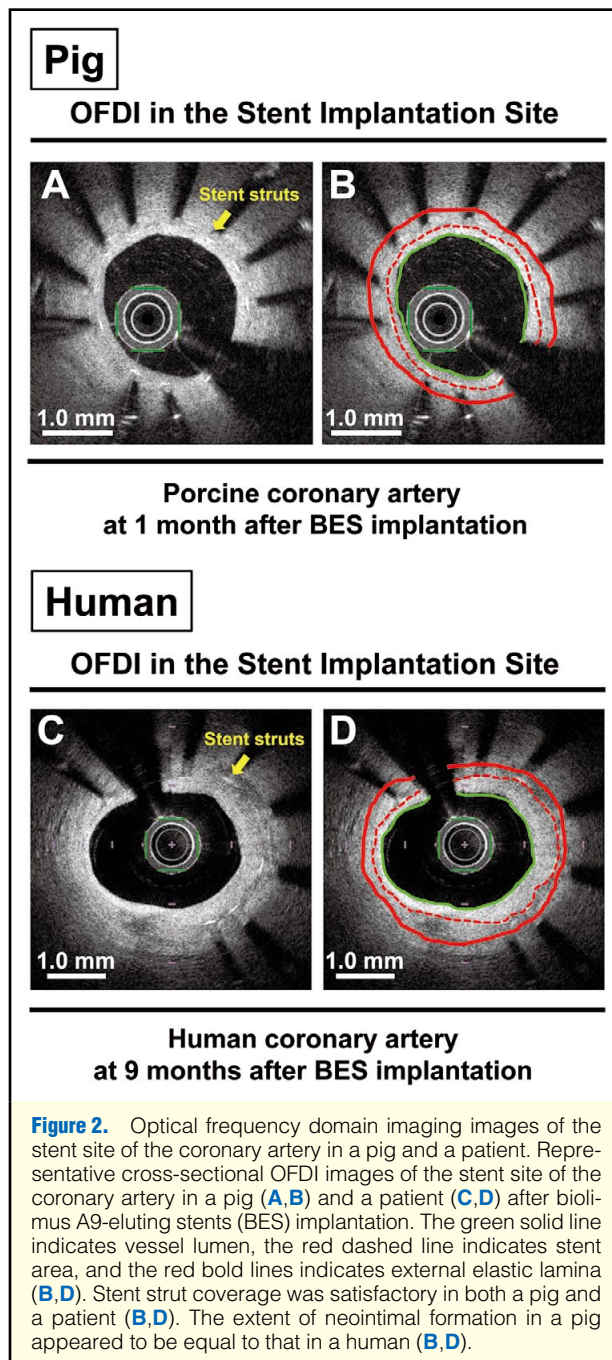 Pig
OFDI in the Stent Implantation Site
A
Stent struts
B
1.0 mm
1.0 mm
Porcine coronary artery
at 1 month after BES implantation
Human
OFDI in the Stent Implantation Site
C
Stent struts
D
1.0 mm
1.0 mm
Human coronary artery
at 9 months after BES implantation
Figure 2. Optical frequency domain imaging images of the
stent site of the coronary artery in a pig and a patient. Repre-
sentative cross-sectional OFDI images of the stent site of the
coronary artery in a pig (A,B) and a patient (C,D) after bioli-
mus A9-eluting stents (BES) implantation. The green solid line
indicates vessel lumen, the red dashed line indicates stent
area, and the red bold lines indicates external elastic lamina
(B,D). Stent strut coverage was satisfactory in both a pig and
a patient (B,D). The extent of neointimal formation in a pig
appeared to be equal to that in a human (B,D).